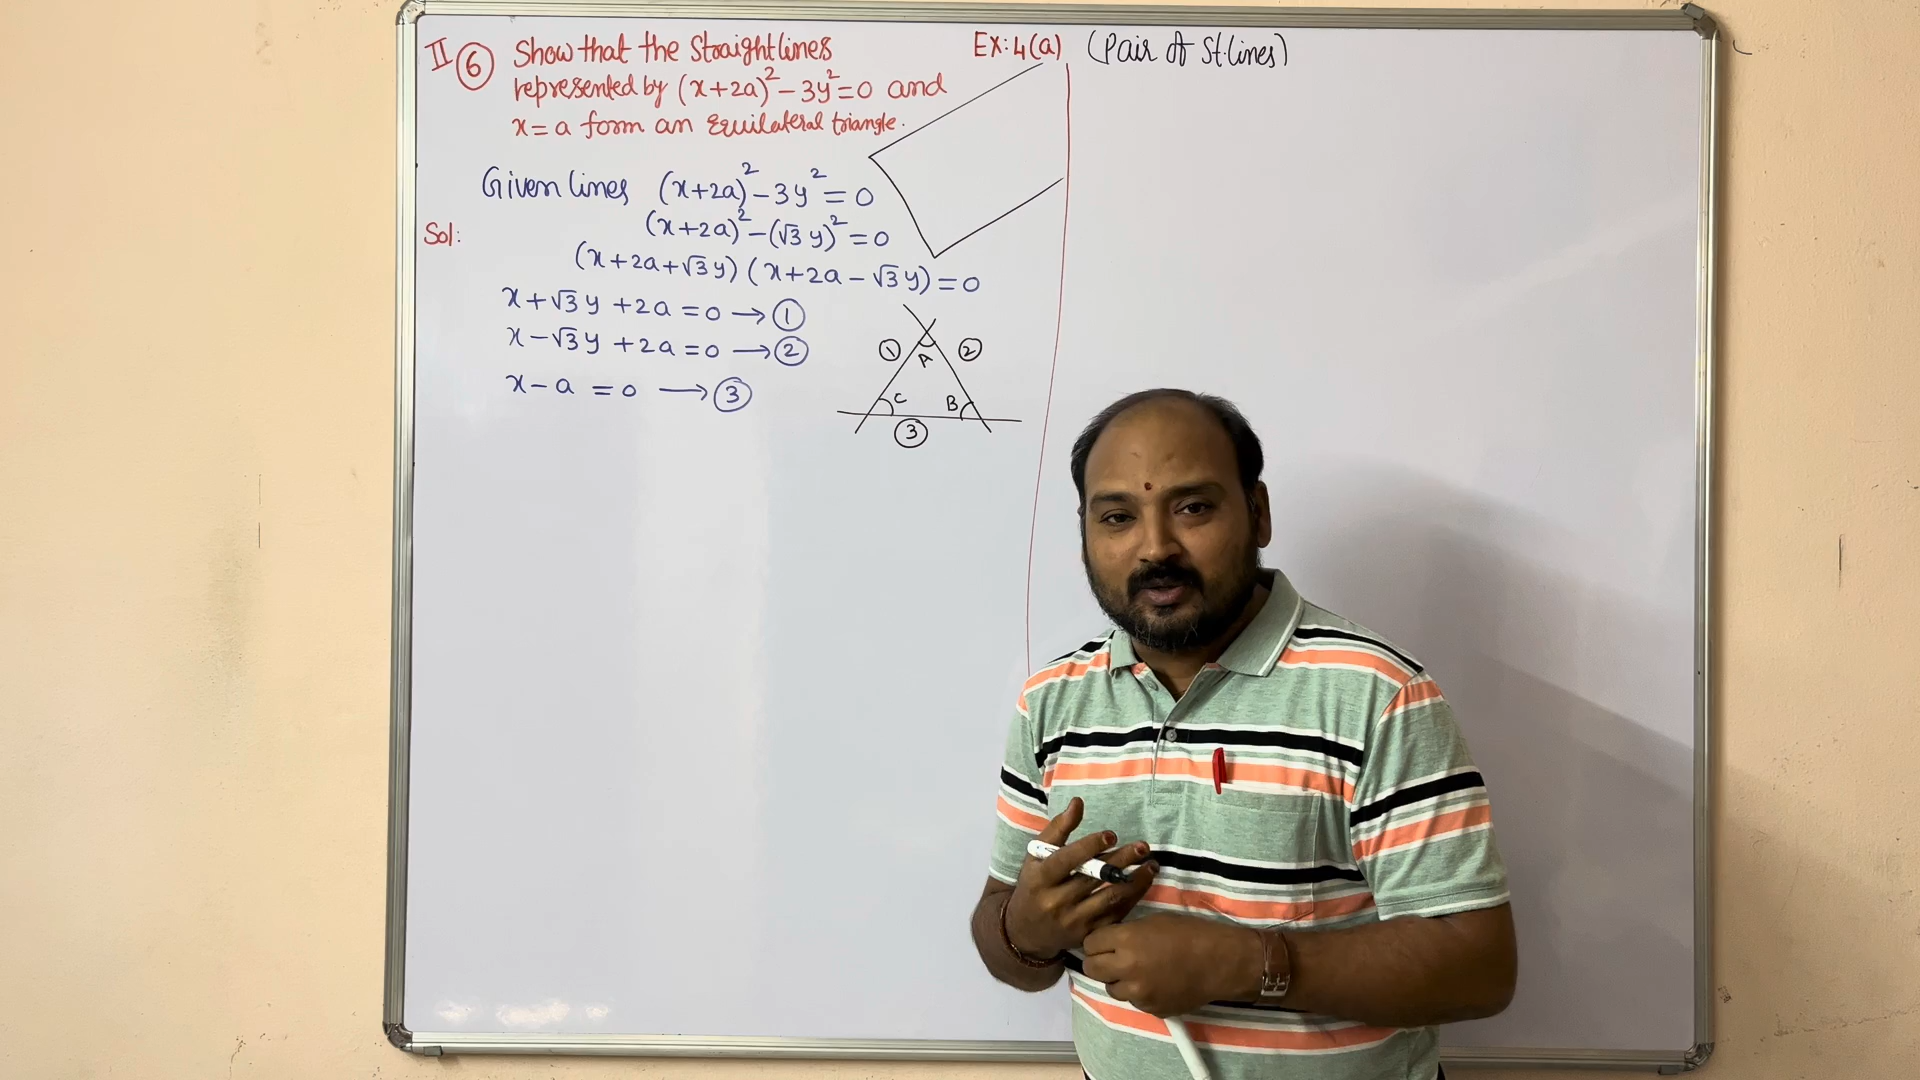 II ⑥ Show that the Straight lines
represented by (x+2a)² - 3y² = 0 and
x = a form an Equilateral triangle.
Ex: 4(a) (Pair of St. lines)
Given lines (x+2a)² - 3y² = 0
Sol:
(x+2a)² - (√3 y)² = 0
(x+2a+√3y) (x+2a-√3y) = 0
x+√3y+2a = 0 → ①
x-√3y+2a = 0 → ②
x-a = 0 → ③
① ②
A
C B
③